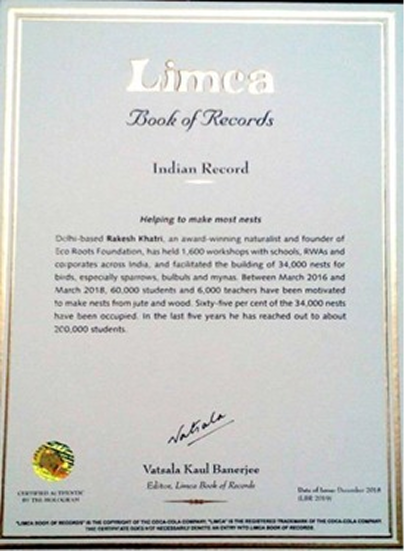 Limca
Book of Records
Indian Record
Helping to make most nests
Delhi-based Rakesh Khatri, an award-winning naturalist and founder of
Eco Roots Foundation, has held 1,600 workshops with schools, RWAs and
corporates across India, and facilitated the building of 34,000 nests for
birds, especially sparrows, bulbuls and mynas. Between March 2016 and
March 2018, 60,000 students and 6,000 teachers have been motivated
to make nests from jute and wood. Sixty-five per cent of the 34,000 nests
have been occupied. In the last five years he has reached out to about
200,000 students.
Vatsala
Vatsala Kaul Banerjee
Editor, Limca Book of Records
CERTIFIED AUTHENTIC
BY THE HOLOGRAM
Date of Issue: December 2018
(LBR 2019)
"LIMCA BOOK OF RECORDS" IS THE COPYRIGHT OF THE COCA-COLA COMPANY. "LIMCA" IS THE REGISTERED TRADEMARK OF THE COCA-COLA COMPANY.
THIS CERTIFICATE DOES NOT NECESSARILY DENOTE AN ENTRY INTO LIMCA BOOK OF RECORDS.